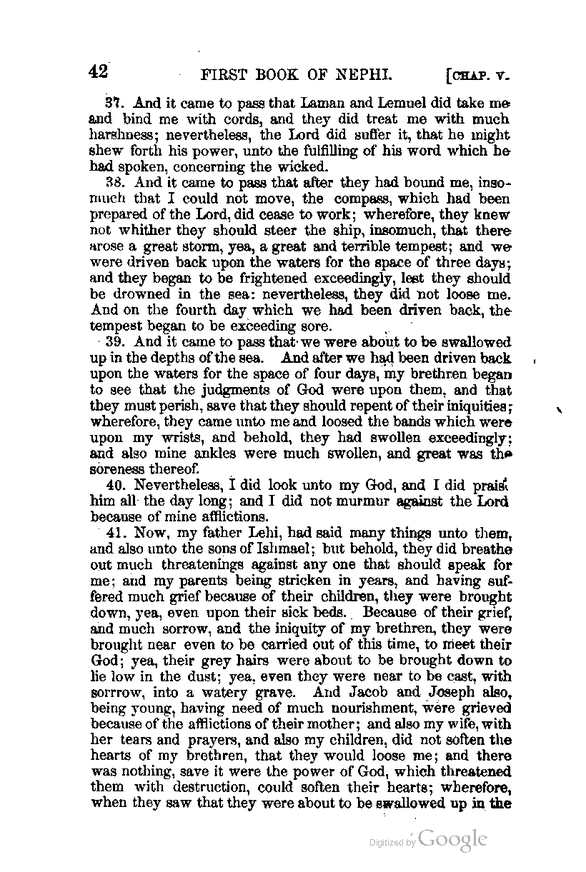 42 FIRST BOOK OF NEPHI. [CHAP. V.
37. And it came to pass that Laman and Lemuel did take me
and bind me with cords, and they did treat me with much
harshness; nevertheless, the Lord did suffer it, that he might
shew forth his power, unto the fulfilling of his word which he
had spoken, concerning the wicked.
38. And it came to pass that after they had bound me, inso-
much that I could not move, the compass, which had been
prepared of the Lord, did cease to work; wherefore, they knew
not whither they should steer the ship, insomuch, that there
arose a great storm, yea, a great and terrible tempest; and we
were driven back upon the waters for the space of three days;
and they began to be frightened exceedingly, lest they should
be drowned in the sea: nevertheless, they did not loose me.
And on the fourth day which we had been driven back, the
tempest began to be exceeding sore.
39. And it came to pass that we were about to be swallowed
up in the depths of the sea. And after we had been driven back
upon the waters for the space of four days, my brethren began
to see that the judgments of God were upon them, and that
they must perish, save that they should repent of their iniquities;
wherefore, they came unto me and loosed the bands which were
upon my wrists, and behold, they had swollen exceedingly;
and also mine ankles were much swollen, and great was the
soreness thereof.
40. Nevertheless, I did look unto my God, and I did praise
him all the day long; and I did not murmur against the Lord
because of mine afflictions.
41. Now, my father Lehi, had said many things unto them,
and also unto the sons of Ishmael; but behold, they did breathe
out much threatenings against any one that should speak for
me; and my parents being stricken in years, and having suf-
fered much grief because of their children, they were brought
down, yea, even upon their sick beds. Because of their grief,
and much sorrow, and the iniquity of my brethren, they were
brought near even to be carried out of this time, to meet their
God; yea, their grey hairs were about to be brought down to
lie low in the dust; yea, even they were near to be cast, with
sorrrow, into a watery grave. And Jacob and Joseph also,
being young, having need of much nourishment, were grieved
because of the afflictions of their mother; and also my wife, with
her tears and prayers, and also my children, did not soften the
hearts of my brethren, that they would loose me; and there
was nothing, save it were the power of God, which threatened
them with destruction, could soften their hearts; wherefore,
when they saw that they were about to be swallowed up in the
Digitized by Google